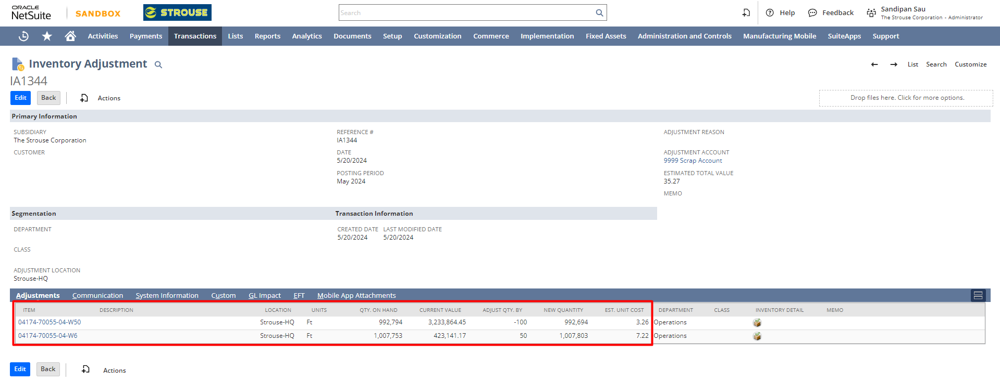 ORACLE
NetSuite
SANDBOX
STROUSE
Search
Help
Feedback
Sandipan Sau
The Strouse Corporation - Administrator
Activities Payments Transactions Lists Reports Analytics Documents Setup Customization Commerce Implementation Fixed Assets Administration and Controls Manufacturing Mobile SuiteApps Support
Inventory Adjustment
List Search Customize
IA1344
Edit Back Actions
Drop files here. Click for more options.
Primary Information
SUBSIDIARY
The Strouse Corporation
CUSTOMER
REFERENCE #
IA1344
DATE
5/20/2024
POSTING PERIOD
May 2024
ADJUSTMENT REASON
ADJUSTMENT ACCOUNT
9999 Scrap Account
ESTIMATED TOTAL VALUE
35.27
MEMO
Segmentation
DEPARTMENT
CLASS
ADJUSTMENT LOCATION
Strouse-HQ
Transaction Information
CREATED DATE LAST MODIFIED DATE
5/20/2024 5/20/2024
Adjustments Communication System Information Custom GL Impact EFT Mobile App Attachments
ITEM DESCRIPTION LOCATION UNITS QTY. ON HAND CURRENT VALUE ADJUST QTY. BY NEW QUANTITY EST. UNIT COST DEPARTMENT CLASS INVENTORY DETAIL MEMO
04174-70055-04-W50 Strouse-HQ Ft 992,794 3,233,864.45 -100 992,694 3.26 Operations
04174-70055-04-W6 Strouse-HQ Ft 1,007,753 423,141.17 50 1,007,803 7.22 Operations
Edit Back Actions